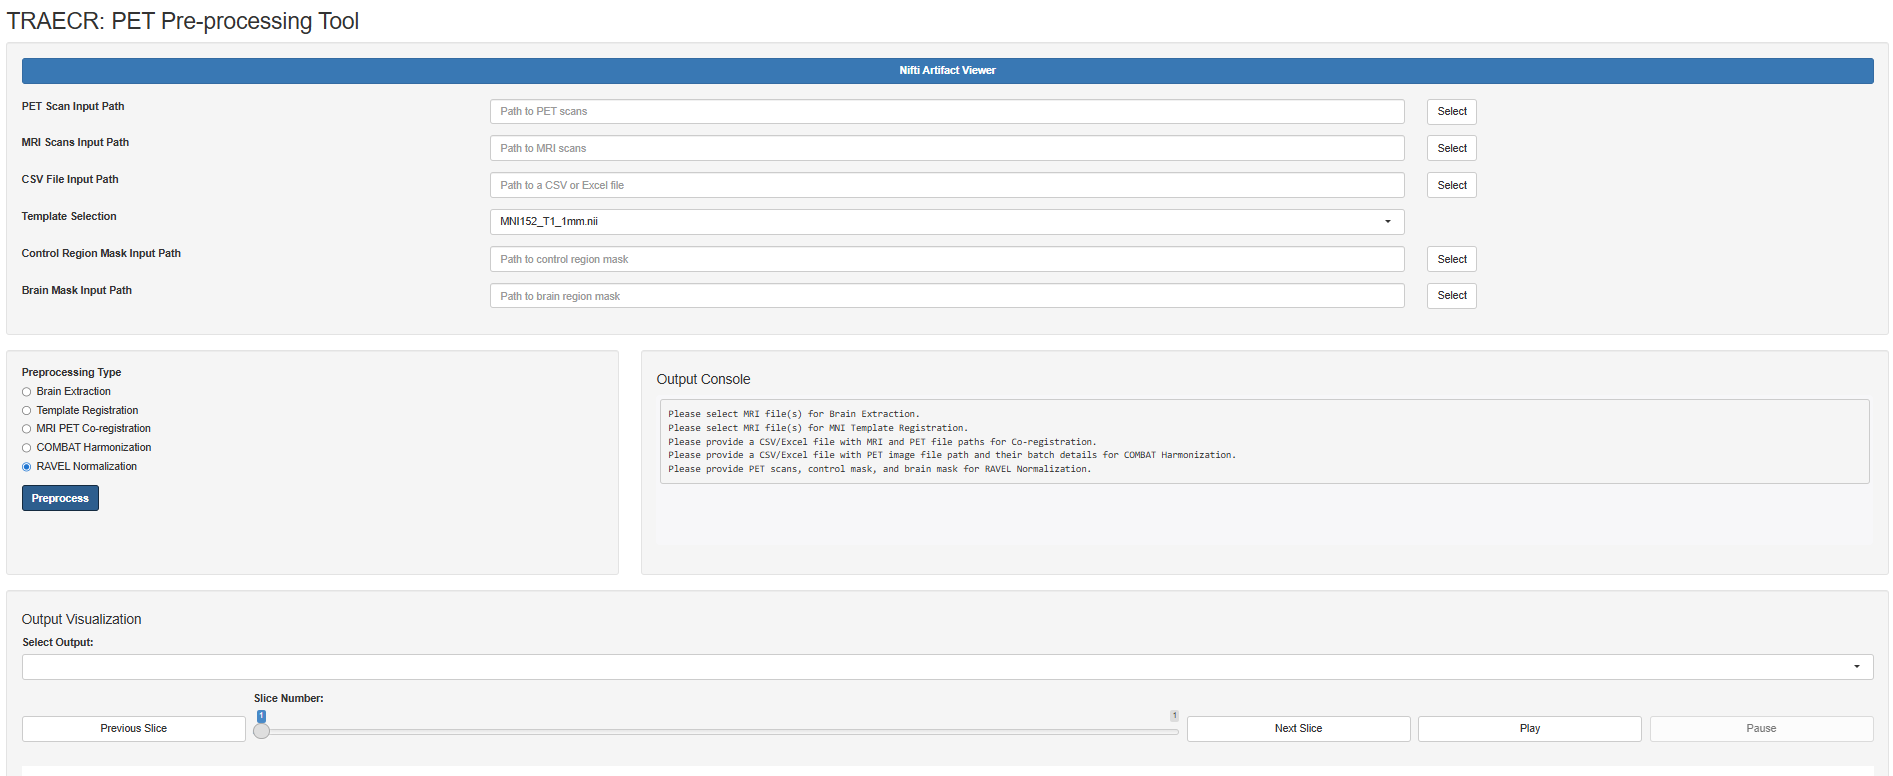 TRAECR: PET Pre-processing Tool
Nifti Artifact Viewer
PET Scan Input Path
Path to PET scans
Select
MRI Scans Input Path
Path to MRI scans
Select
CSV File Input Path
Path to a CSV or Excel file
Select
Template Selection
MNI152_T1_1mm.nii
Control Region Mask Input Path
Path to control region mask
Select
Brain Mask Input Path
Path to brain region mask
Select
Preprocessing Type
Brain Extraction
Template Registration
MRI PET Co-registration
COMBAT Harmonization
RAVEL Normalization
Preprocess
Output Console
Please select MRI file(s) for Brain Extraction.
Please select MRI file(s) for MNI Template Registration.
Please provide a CSV/Excel file with MRI and PET file paths for Co-registration.
Please provide a CSV/Excel file with PET image file path and their batch details for COMBAT Harmonization.
Please provide PET scans, control mask, and brain mask for RAVEL Normalization.
Output Visualization
Select Output:
Slice Number:
1
1
Previous Slice
Next Slice
Play
Pause